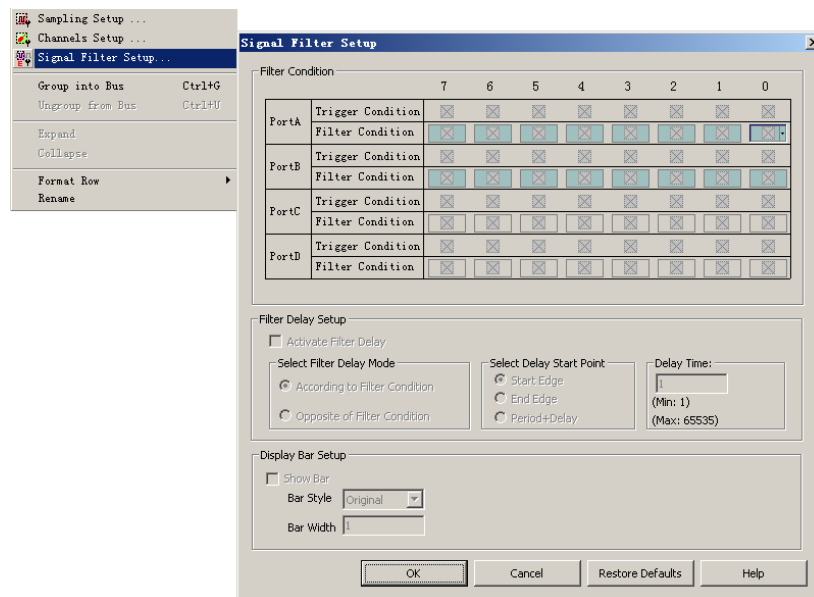 Sampling Setup ...
Channels Setup ...
Signal Filter Setup...
Group into Bus Ctrl+G
Ungroup from Bus Ctrl+U
Expand
Collapse
Format Row
Rename
Signal Filter Setup
Filter Condition
7 6 5 4 3 2 1 0
PortA
Trigger Condition
Filter Condition
PortB
Trigger Condition
Filter Condition
PortC
Trigger Condition
Filter Condition
PortD
Trigger Condition
Filter Condition
Filter Delay Setup
Activate Filter Delay
Select Filter Delay Mode
According to Filter Condition
Opposite of Filter Condition
Select Delay Start Point
Start Edge
End Edge
Period+Delay
Delay Time:
1
(Min: 1)
(Max: 65535)
Display Bar Setup
Show Bar
Bar Style Original
Bar Width 1
OK Cancel Restore Defaults Help